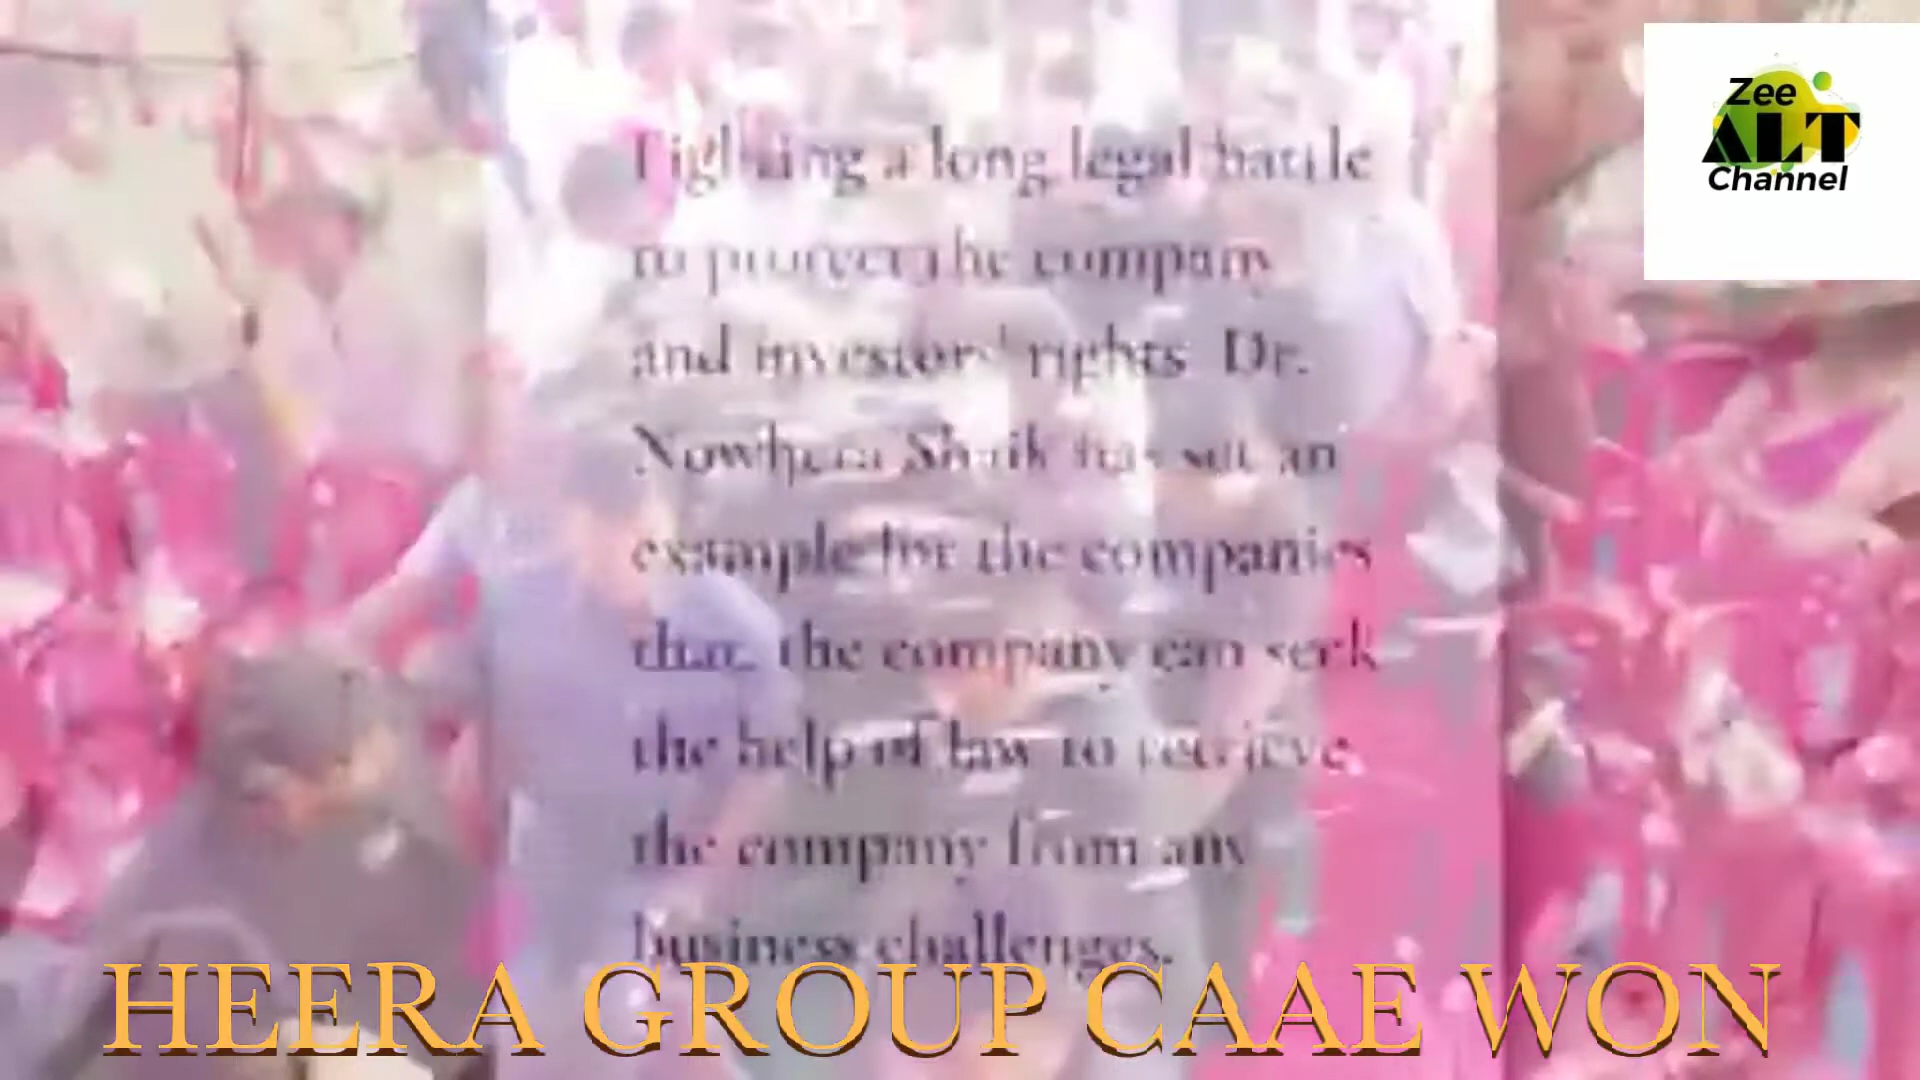 Fighting a long legal battle
to protect the company
and investors' rights Dr.
Nowhera Shaik has set an
example for the companies
that, the company can seek
the help of law to retrieve
the company from any
business challenges.
HEERA GROUP CAAE WON
Zee
ALT
Channel